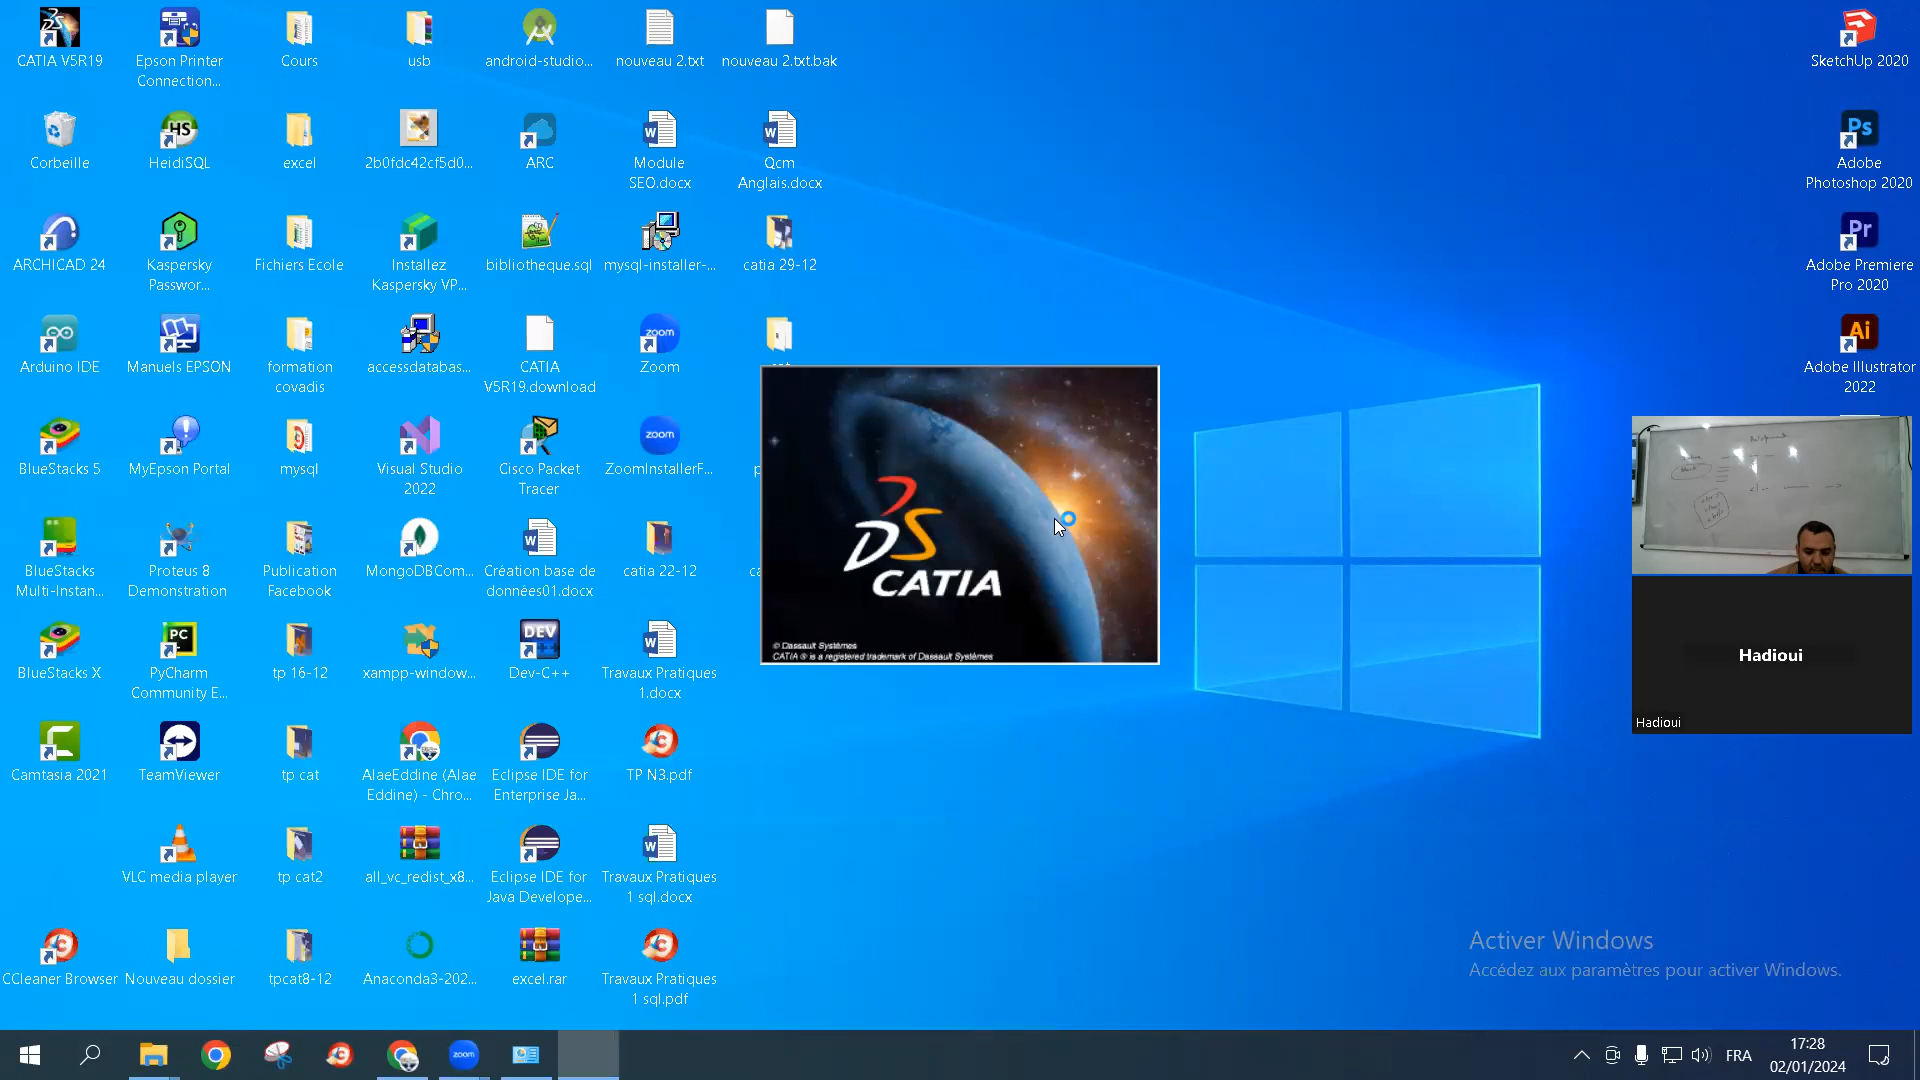 CATIA V5R19
Epson Printer
Connection...
Cours
usb
android-studio...
nouveau 2.txt
nouveau 2.txt.bak
SketchUp 2020
Corbeille
HeidiSQL
excel
2b0fdc42cf5d0...
ARC
Module
SEO.docx
Qcm
Anglais.docx
Adobe
Photoshop 2020
ARCHICAD 24
Kaspersky
Passwor...
Fichiers Ecole
Installez
Kaspersky VP...
bibliotheque.sql
mysql-installer-...
catia 29-12
Adobe Premiere
Pro 2020
Arduino IDE
Manuels EPSON
formation
covadis
accessdatabas...
CATIA
V5R19.download
Zoom
Adobe Illustrator
2022
BlueStacks 5
MyEpson Portal
mysql
Visual Studio
2022
Cisco Packet
Tracer
ZoomInstallerF...
BlueStacks
Multi-Instan...
Proteus 8
Demonstration
Publication
Facebook
MongoDBCom...
Création base de
données01.docx
catia 22-12
DS
CATIA
© Dassault Systèmes
CATIA ® is a registered trademark of Dassault Systèmes
Hadioui
Hadioui
BlueStacks X
PyCharm
Community E...
tp 16-12
xampp-window...
Dev-C++
Travaux Pratiques
1.docx
Camtasia 2021
TeamViewer
tp cat
AlaeEddine (Alae
Eddine) - Chro...
Eclipse IDE for
Enterprise Ja...
TP N3.pdf
VLC media player
tp cat2
all_vc_redist_x8...
Eclipse IDE for
Java Develope...
Travaux Pratiques
1 sql.docx
CCleaner Browser
Nouveau dossier
tpcat8-12
Anaconda3-202...
excel.rar
Travaux Pratiques
1 sql.pdf
Activer Windows
Accédez aux paramètres pour activer Windows.
zoom
FRA
17:28
02/01/2024